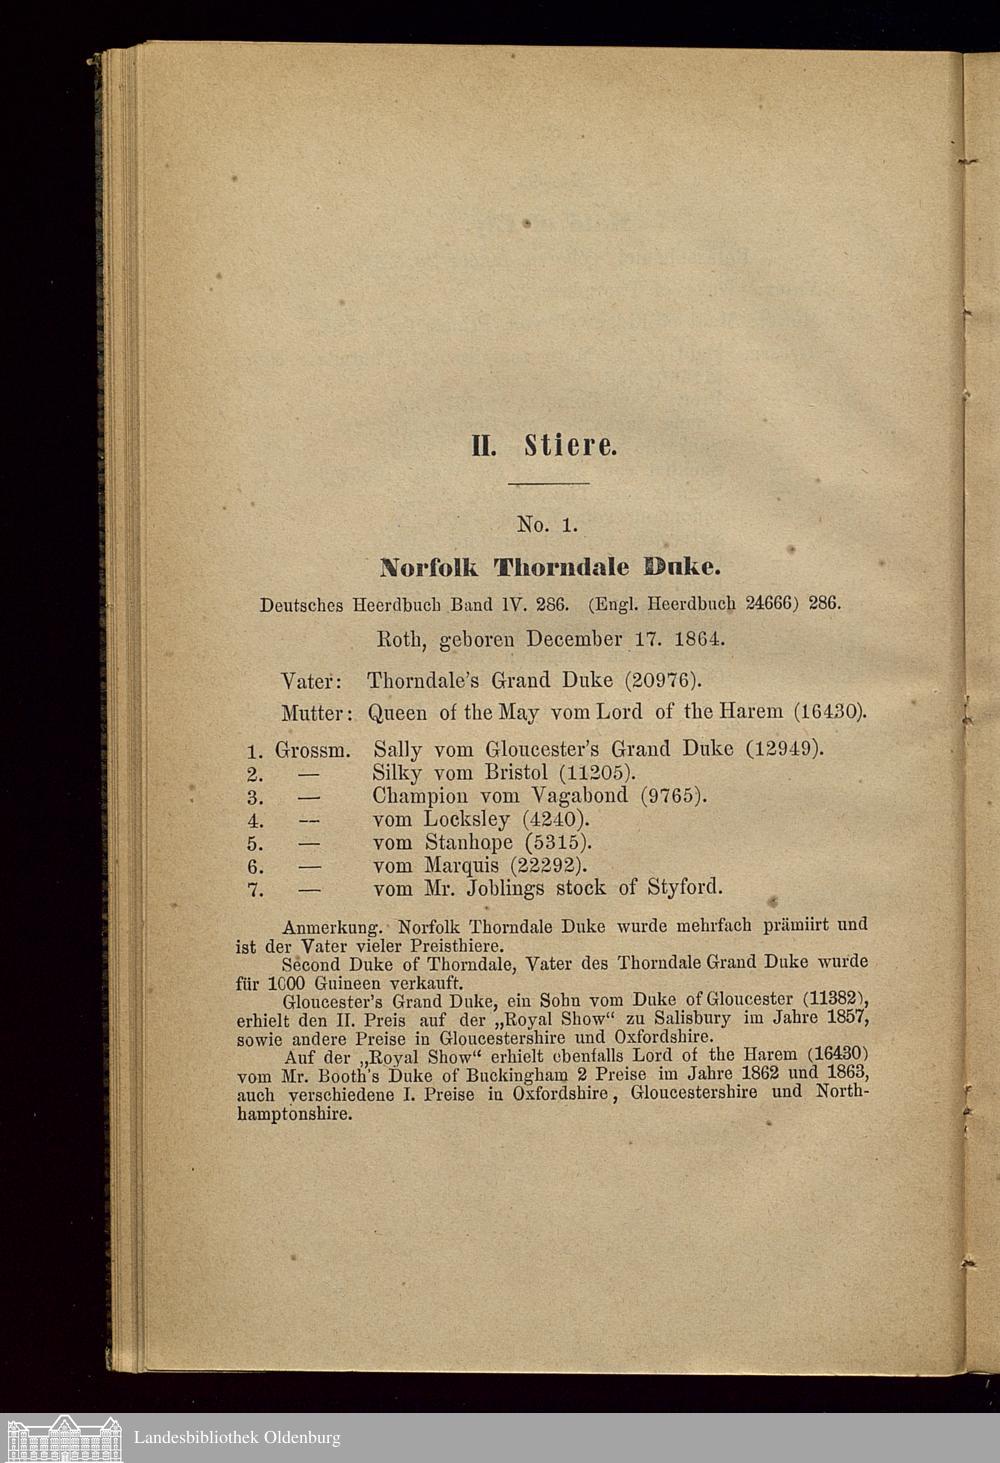 II. Stiere.
No. 1.
Norfolk Thorndale Duke.
Deutsches Heerdbuch Band IV. 286. (Engl. Heerdbuch 24666) 286.
Roth, geboren December 17. 1864.
Vater: Thorndale's Grand Duke (20976).
Mutter: Queen of the May vom Lord of the Harem (16430).
1. Grossm. Sally vom Gloucester's Grand Duke (12949).
2. — Silky vom Bristol (11205).
3. — Champion vom Vagabond (9765).
4. — vom Locksley (4240).
5. — vom Stanhope (5315).
6. — vom Marquis (22292).
7. — vom Mr. Joblings stock of Styford.
Anmerkung. Norfolk Thorndale Duke wurde mehrfach prämiirt und
ist der Vater vieler Preisthiere.
Second Duke of Thorndale, Vater des Thorndale Grand Duke wurde
für 1000 Guineen verkauft.
Gloucester's Grand Duke, ein Sohn vom Duke of Gloucester (11382),
erhielt den II. Preis auf der „Royal Show“ zu Salisbury im Jahre 1857,
sowie andere Preise in Gloucestershire und Oxfordshire.
Auf der „Royal Show“ erhielt ebenfalls Lord of the Harem (16430)
vom Mr. Booth's Duke of Buckingham 2 Preise im Jahre 1862 und 1863,
auch verschiedene I. Preise in Oxfordshire, Gloucestershire und North-
hamptonshire.
Landesbibliothek Oldenburg